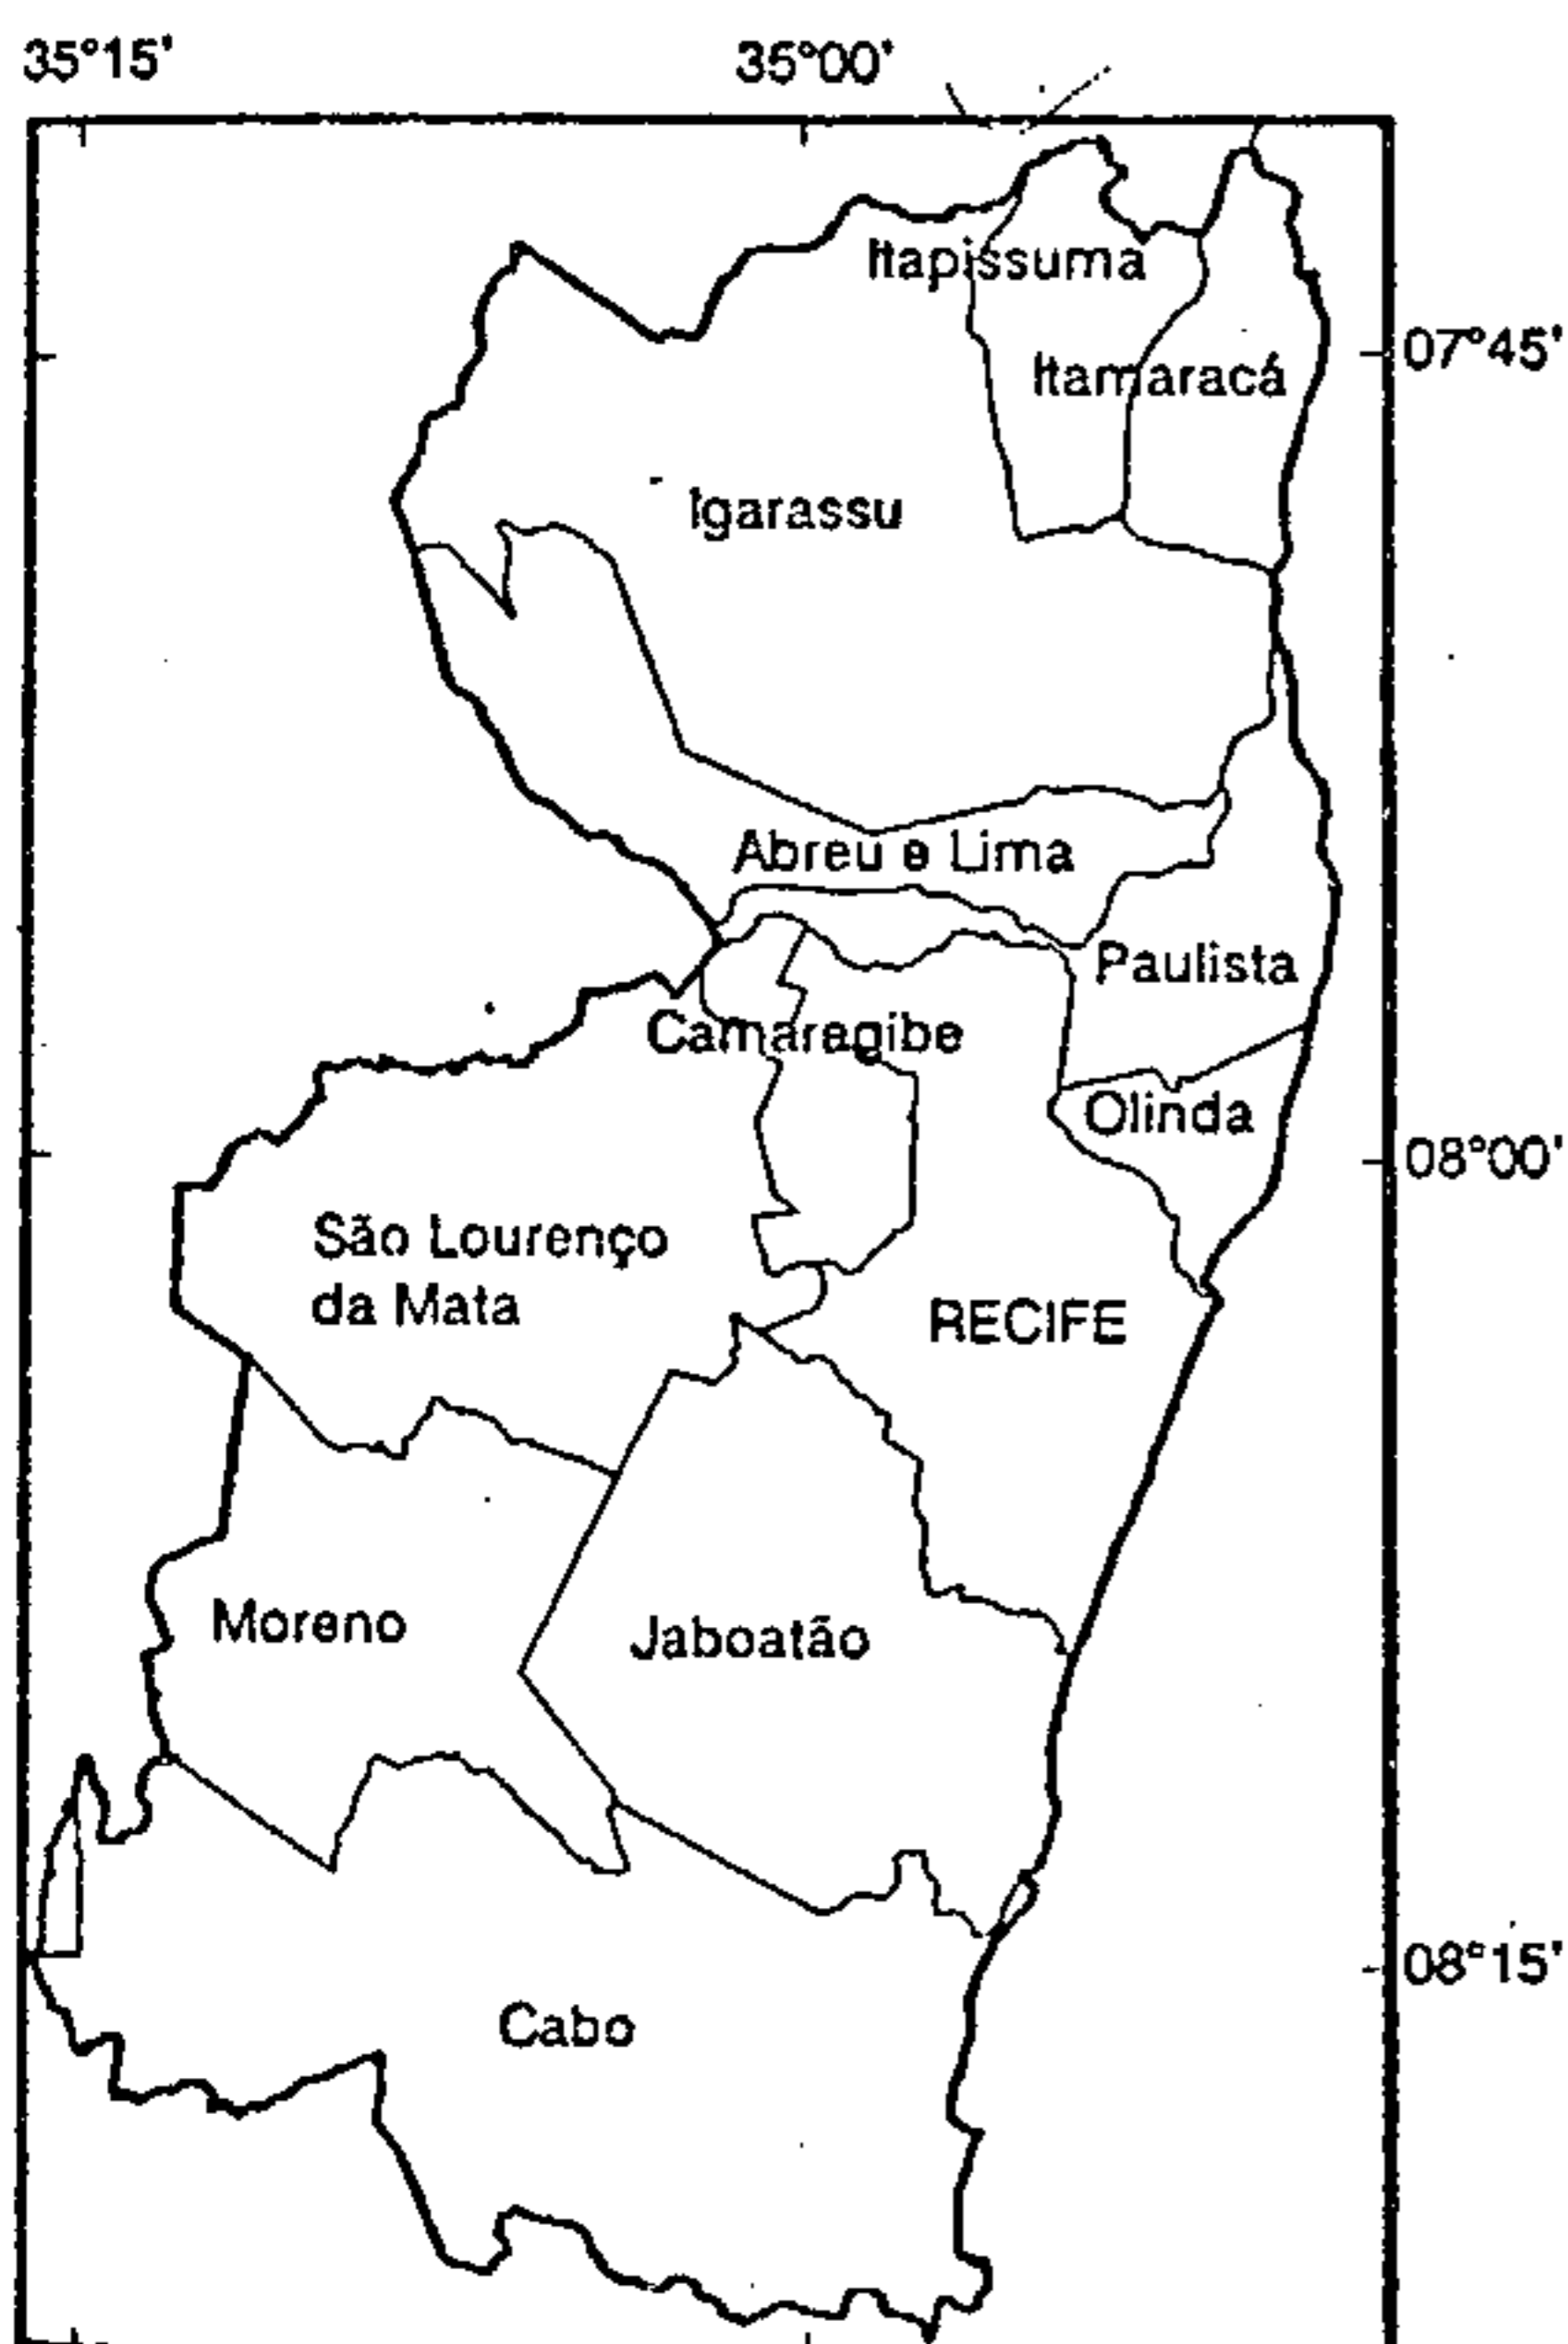 35°15'
35°00'
Itapissuma
07°45'
Itamaracá
Igarassu
Abreu e Lima
Paulista
Camaragibe
Olinda
08°00'
São Lourenço
da Mata
RECIFE
Moreno
Jaboatão
08°15'
Cabo